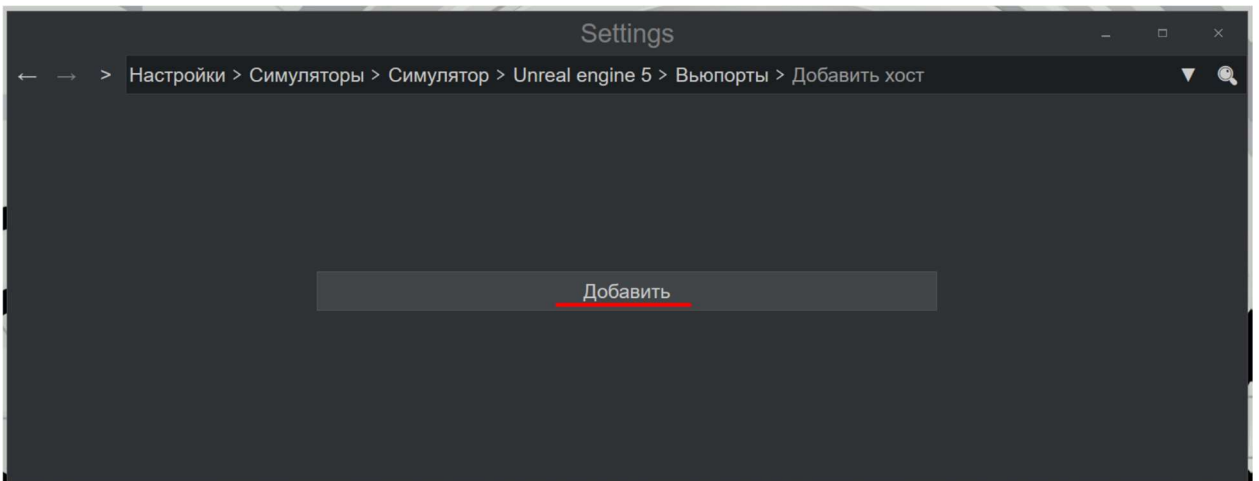 Settings
Настройки > Симуляторы > Симулятор > Unreal engine 5 > Вьюпорты > Добавить хост
Добавить